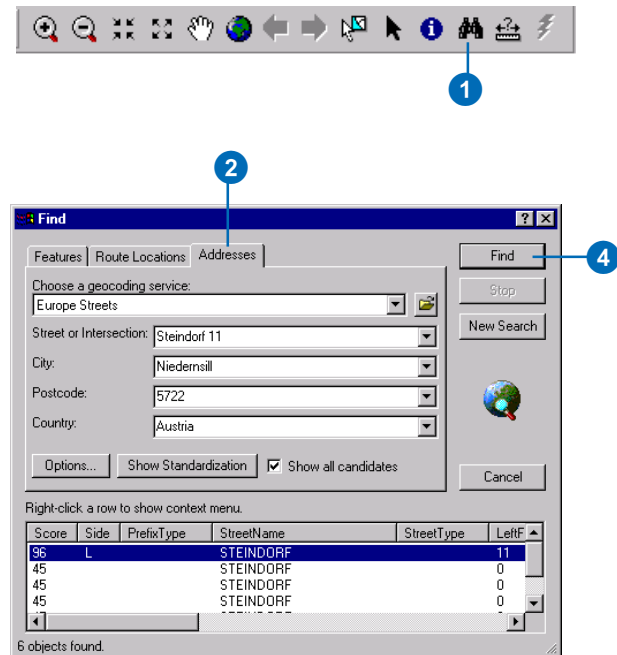 1
2
Find
Features Route Locations Addresses
Find
4
Choose a geocoding service:
Europe Streets
Stop
Street or Intersection: Steindorf 11
New Search
City: Niedernsill
Postcode: 5722
Country: Austria
Options... Show Standardization Show all candidates
Cancel
Right-click a row to show context menu.
Score Side PrefixType StreetName StreetType LeftF
96 L STEINDORF 11
45 STEINDORF 0
45 STEINDORF 0
45 STEINDORF 0
6 objects found.